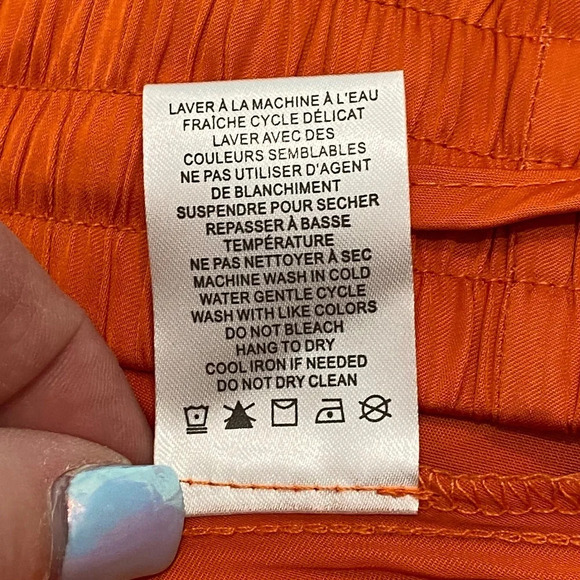 LAVER À LA MACHINE À L'EAU
FRAÎCHE CYCLE DÉLICAT
LAVER AVEC DES
COULEURS SEMBLABLES
NE PAS UTILISER D'AGENT
DE BLANCHIMENT
SUSPENDRE POUR SECHER
REPASSER À BASSE
TEMPÉRATURE
NE PAS NETTOYER À SEC
MACHINE WASH IN COLD
WATER GENTLE CYCLE
WASH WITH LIKE COLORS
DO NOT BLEACH
HANG TO DRY
COOL IRON IF NEEDED
DO NOT DRY CLEAN